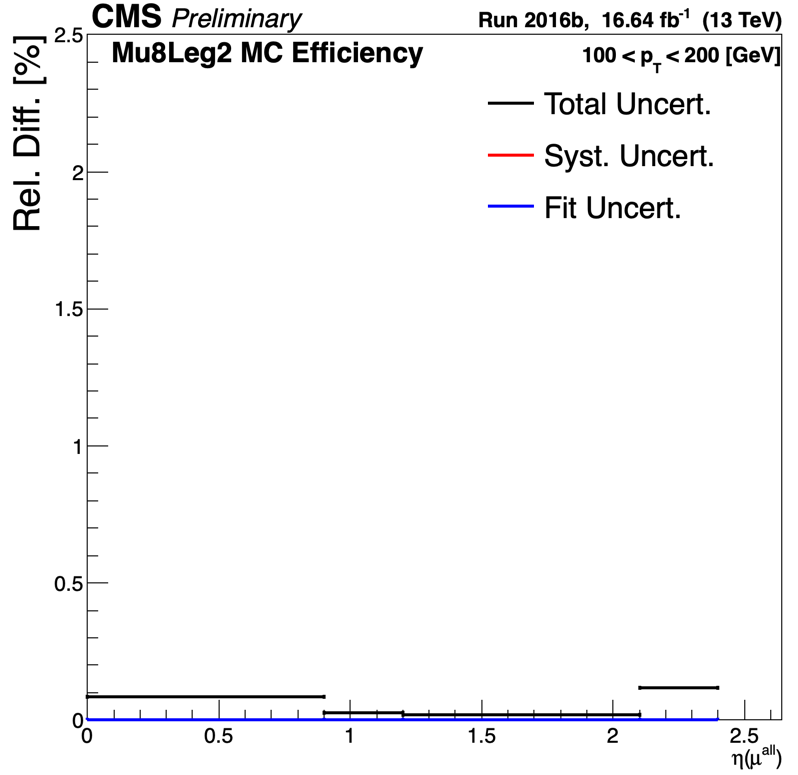 CMS Preliminary
Run 2016b, 16.64 fb⁻¹ (13 TeV)
Mu8Leg2 MC Efficiency
100 < p_T < 200 [GeV]
Total Uncert.
Syst. Uncert.
Fit Uncert.
Rel. Diff. [%]
2.5
2
1.5
1
0.5
0
0 0.5 1 1.5 2 2.5
η(μ^all)